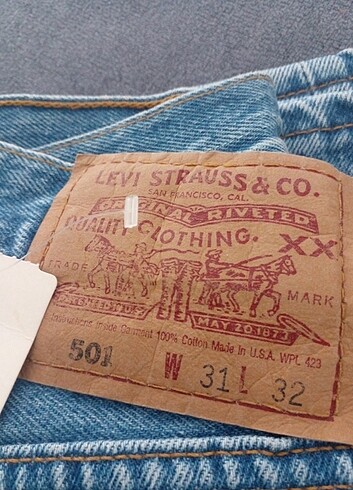 LEVI STRAUSS & CO.
SAN FRANCISCO, CAL.
ORIGINAL RIVETED
QUALITY CLOTHING.
XX
TRADE MARK
MAY 20 1873
Garment 100% Cotton Made In U.S.A. WPL 423
501 W 31 L 32